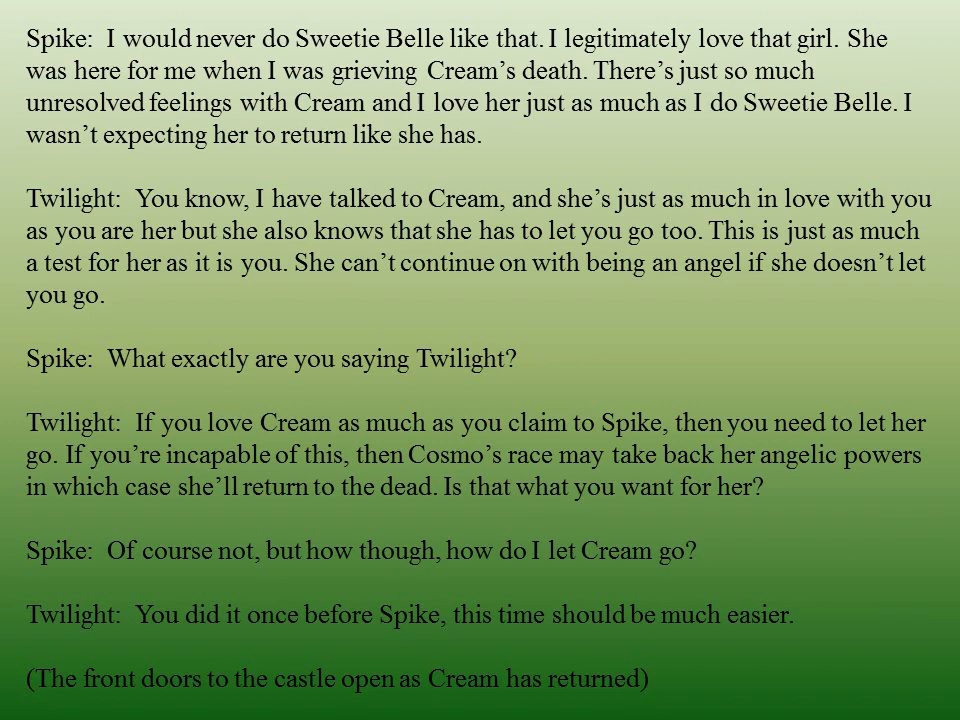 Spike:  I would never do Sweetie Belle like that. I legitimately love that girl. She
was here for me when I was grieving Cream’s death. There’s just so much
unresolved feelings with Cream and I love her just as much as I do Sweetie Belle. I
wasn’t expecting her to return like she has.
Twilight:  You know, I have talked to Cream, and she’s just as much in love with you
as you are her but she also knows that she has to let you go too. This is just as much
a test for her as it is you. She can’t continue on with being an angel if she doesn’t let
you go.
Spike:  What exactly are you saying Twilight?
Twilight:  If you love Cream as much as you claim to Spike, then you need to let her
go. If you’re incapable of this, then Cosmo’s race may take back her angelic powers
in which case she’ll return to the dead. Is that what you want for her?
Spike:  Of course not, but how though, how do I let Cream go?
Twilight:  You did it once before Spike, this time should be much easier.
(The front doors to the castle open as Cream has returned)